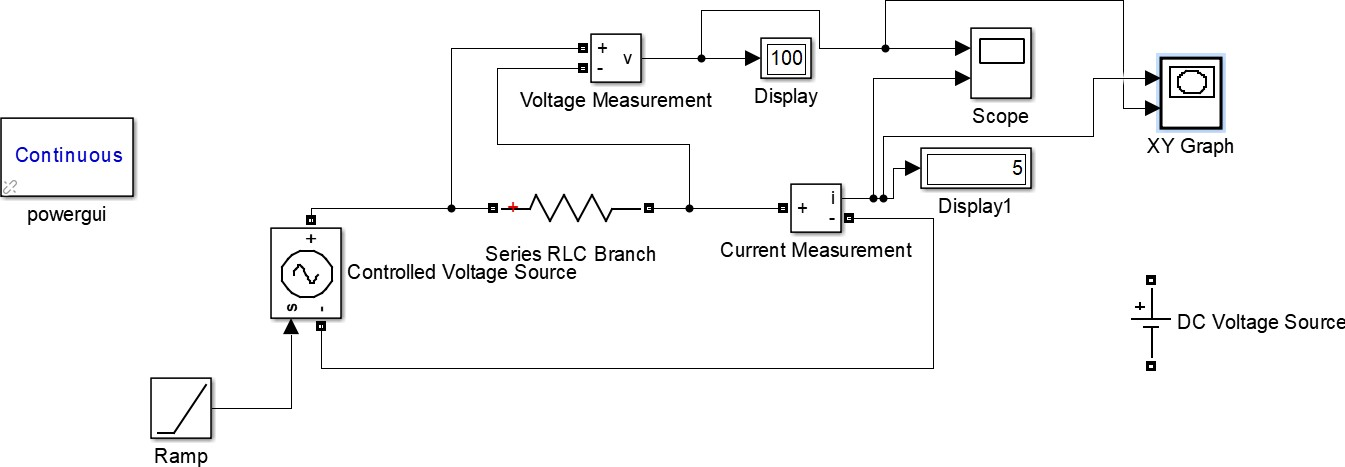 +
-
v
Voltage Measurement
100
Display
Scope
XY Graph
Continuous
powergui
+
Series RLC Branch
+
i
-
Current Measurement
5
Display1
+
s
-
Controlled Voltage Source
+
DC Voltage Source
Ramp